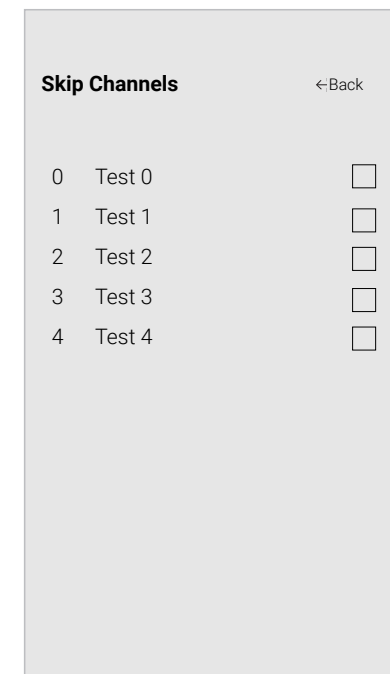 Skip Channels ←Back
0 Test 0
1 Test 1
2 Test 2
3 Test 3
4 Test 4